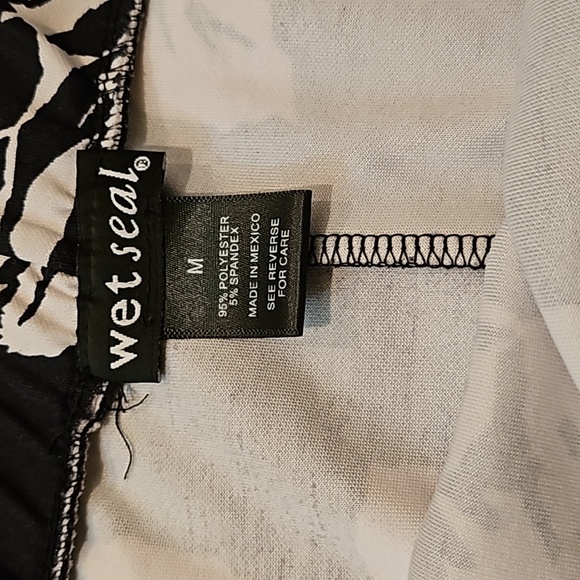 wet seal®
M
95% POLYESTER
5% SPANDEX
MADE IN MEXICO
SEE REVERSE
FOR CARE